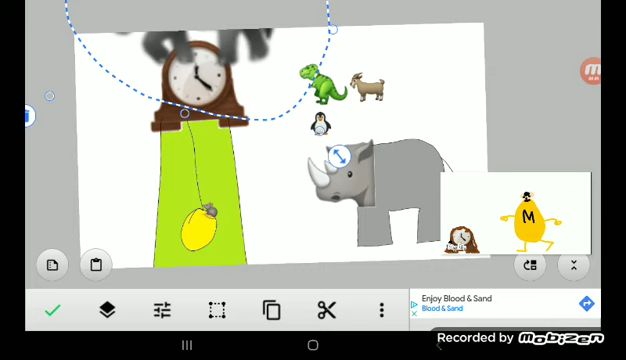 M
Enjoy Blood & Sand
Blood & Sand
Recorded by Mobizen